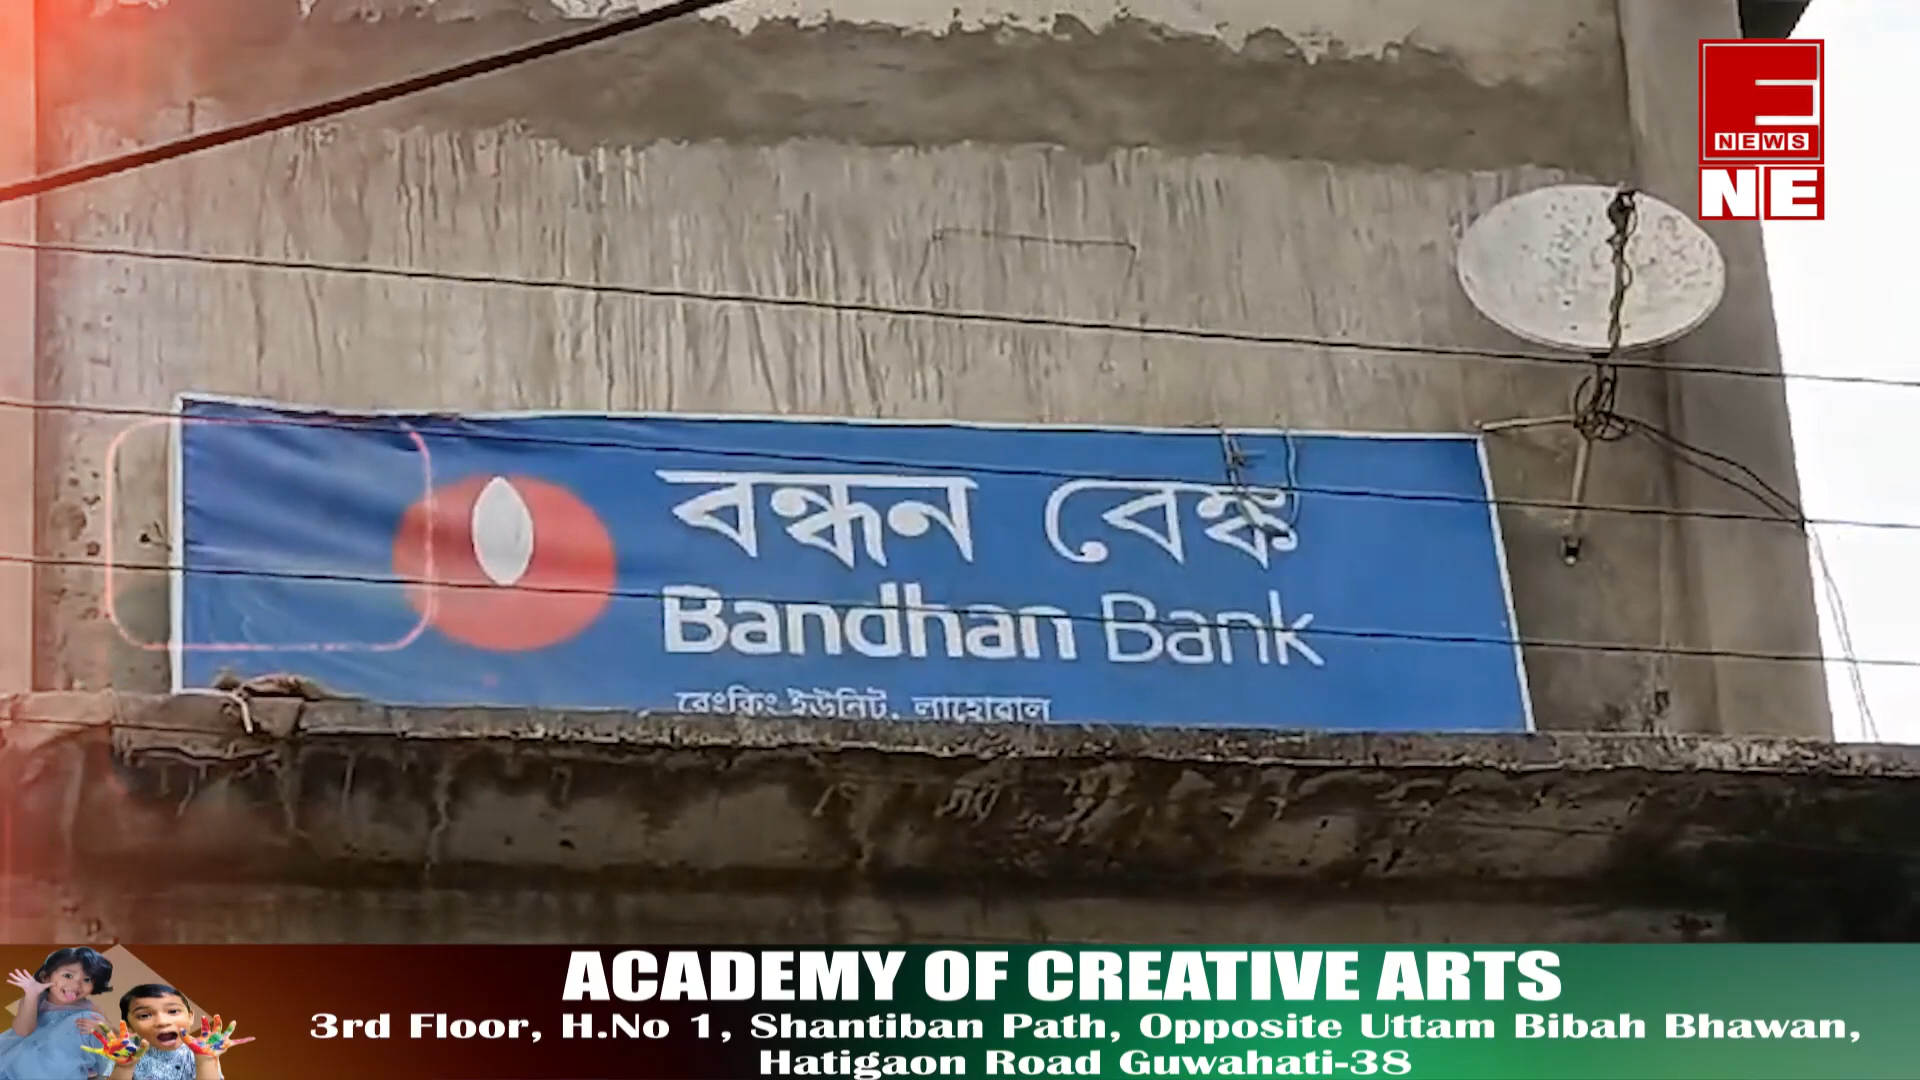 E
NEWS
NE
বন্ধন বেঙ্ক
Bandhan Bank
বেংকিং ইউনিট, লাহোৱাল
ACADEMY OF CREATIVE ARTS
3rd Floor, H.No 1, Shantiban Path, Opposite Uttam Bibah Bhawan,
Hatigaon Road Guwahati-38